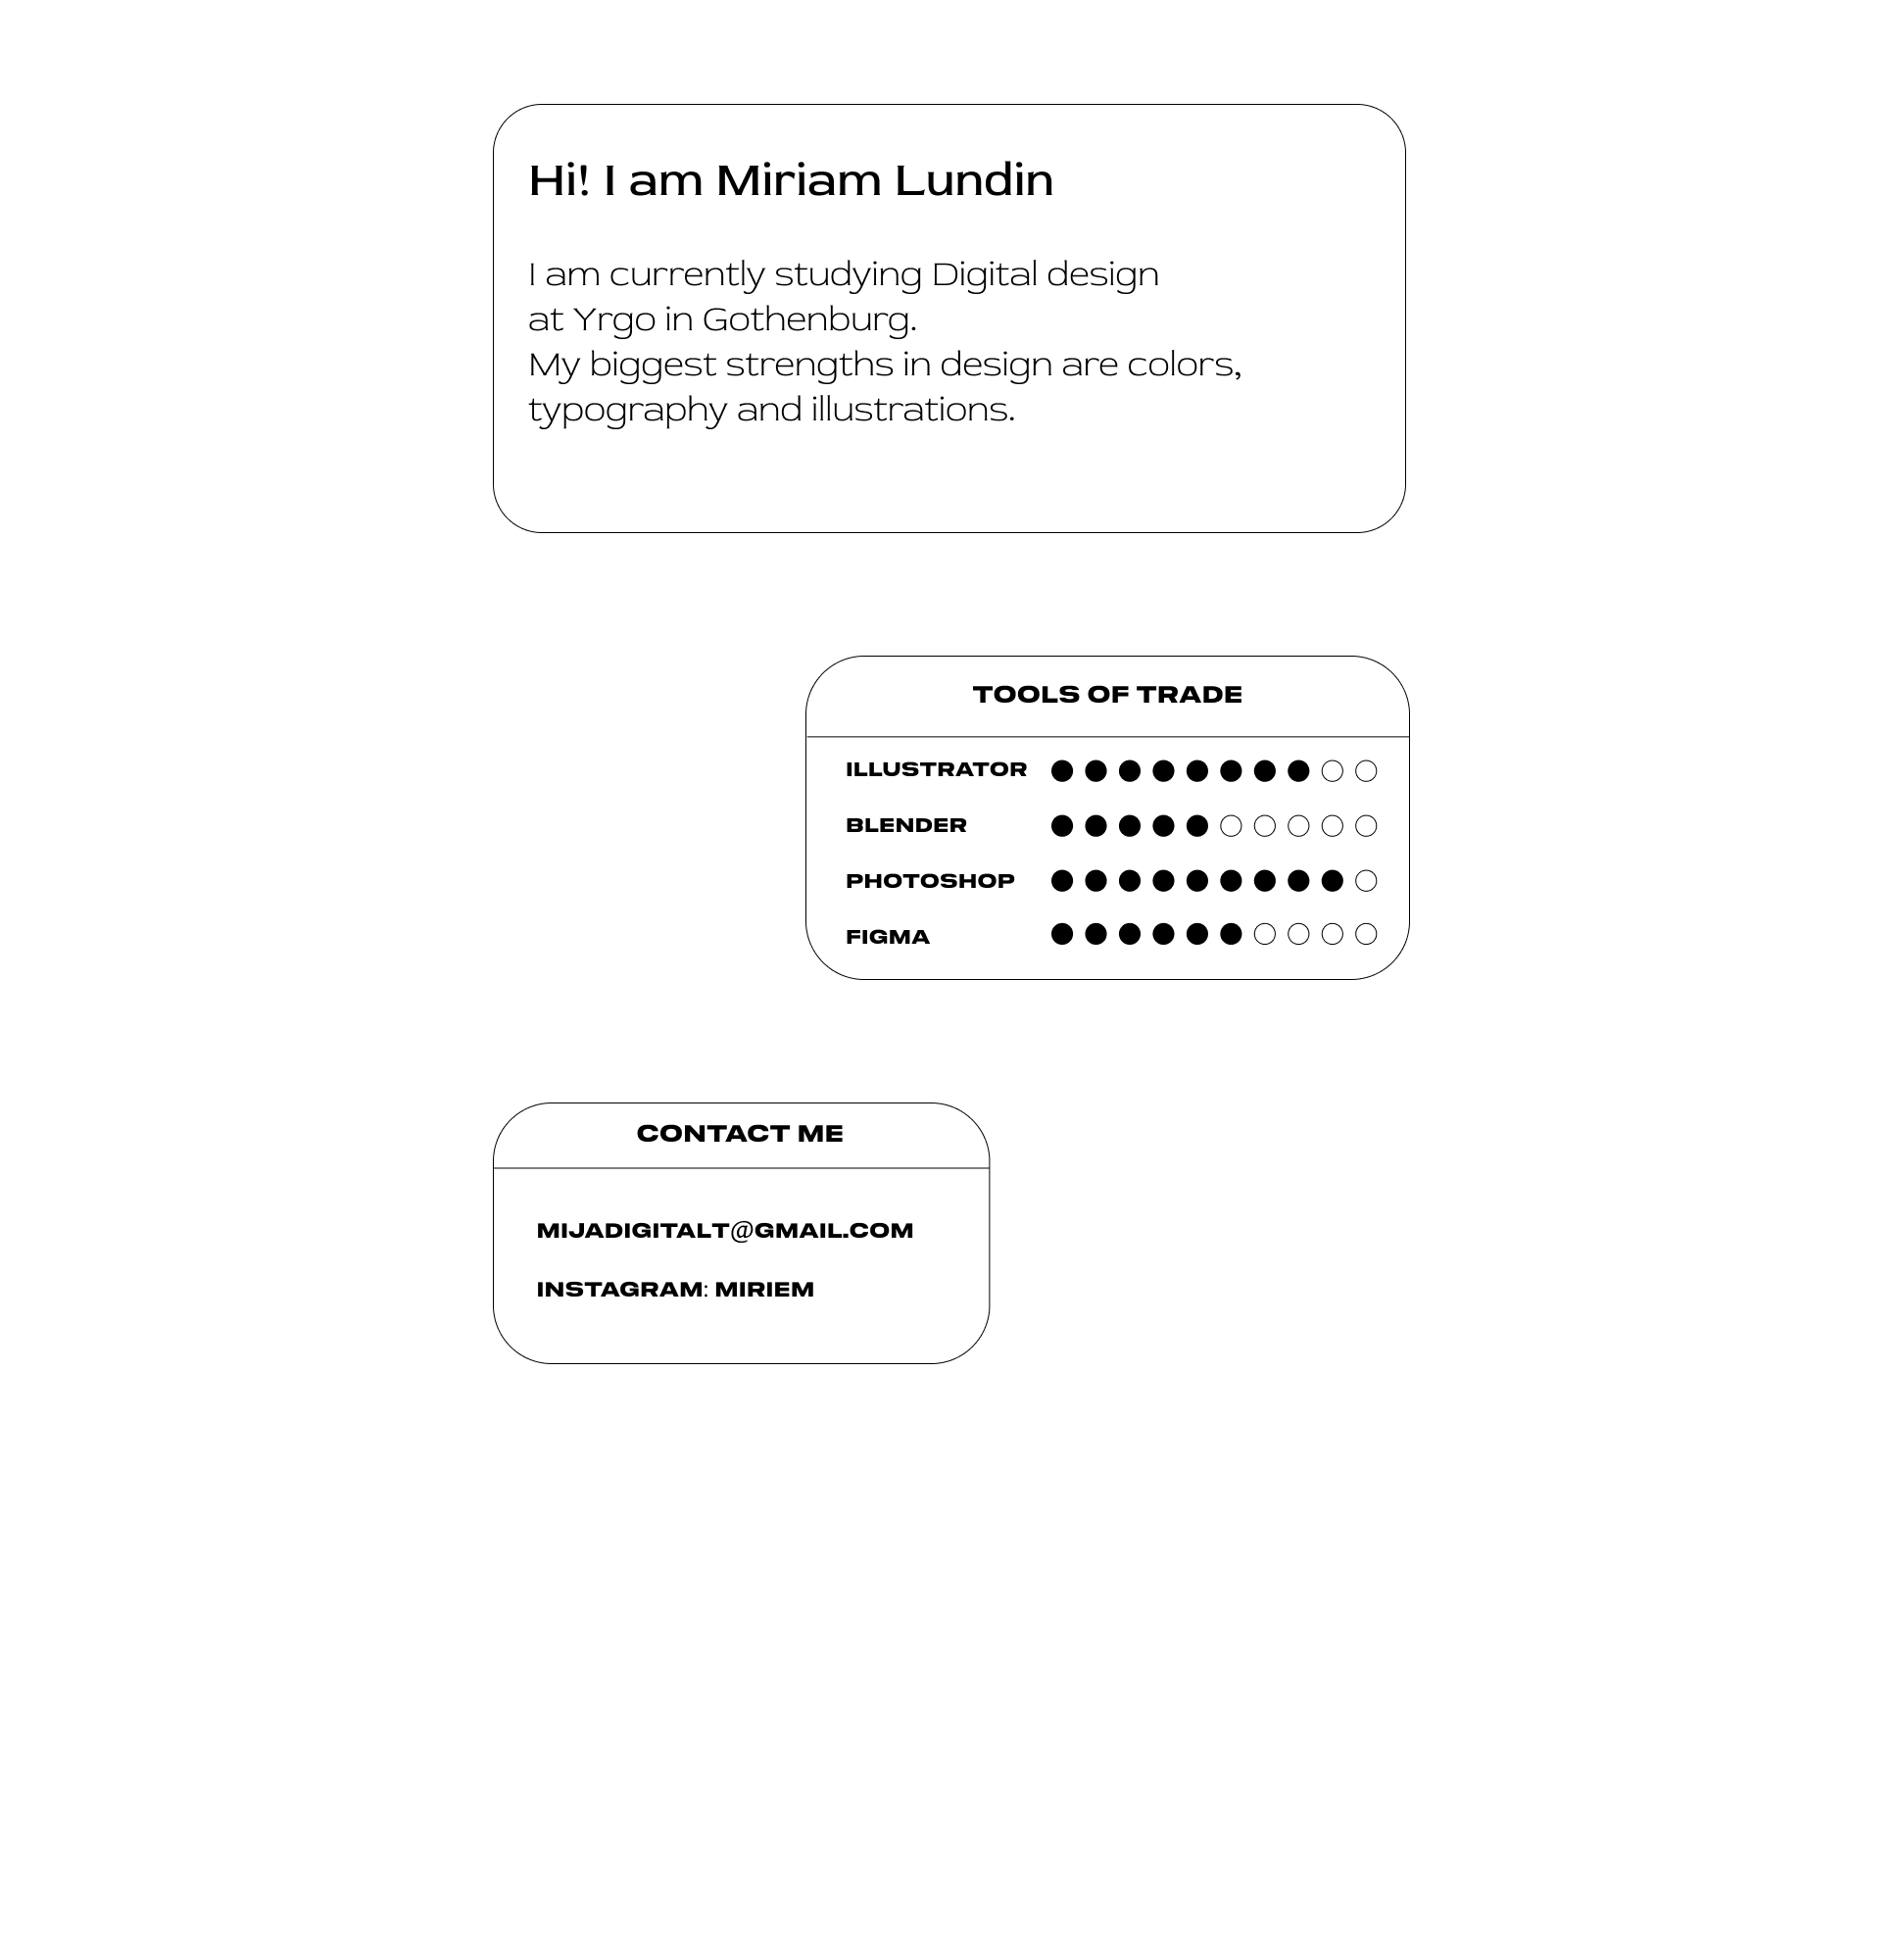 Hi! I am Miriam Lundin
I am currently studying Digital design
at Yrgo in Gothenburg.
My biggest strengths in design are colors,
typography and illustrations.
TOOLS OF TRADE
ILLUSTRATOR
BLENDER
PHOTOSHOP
FIGMA
CONTACT ME
MIJADIGITALT@GMAIL.COM
INSTAGRAM: MIRIEM